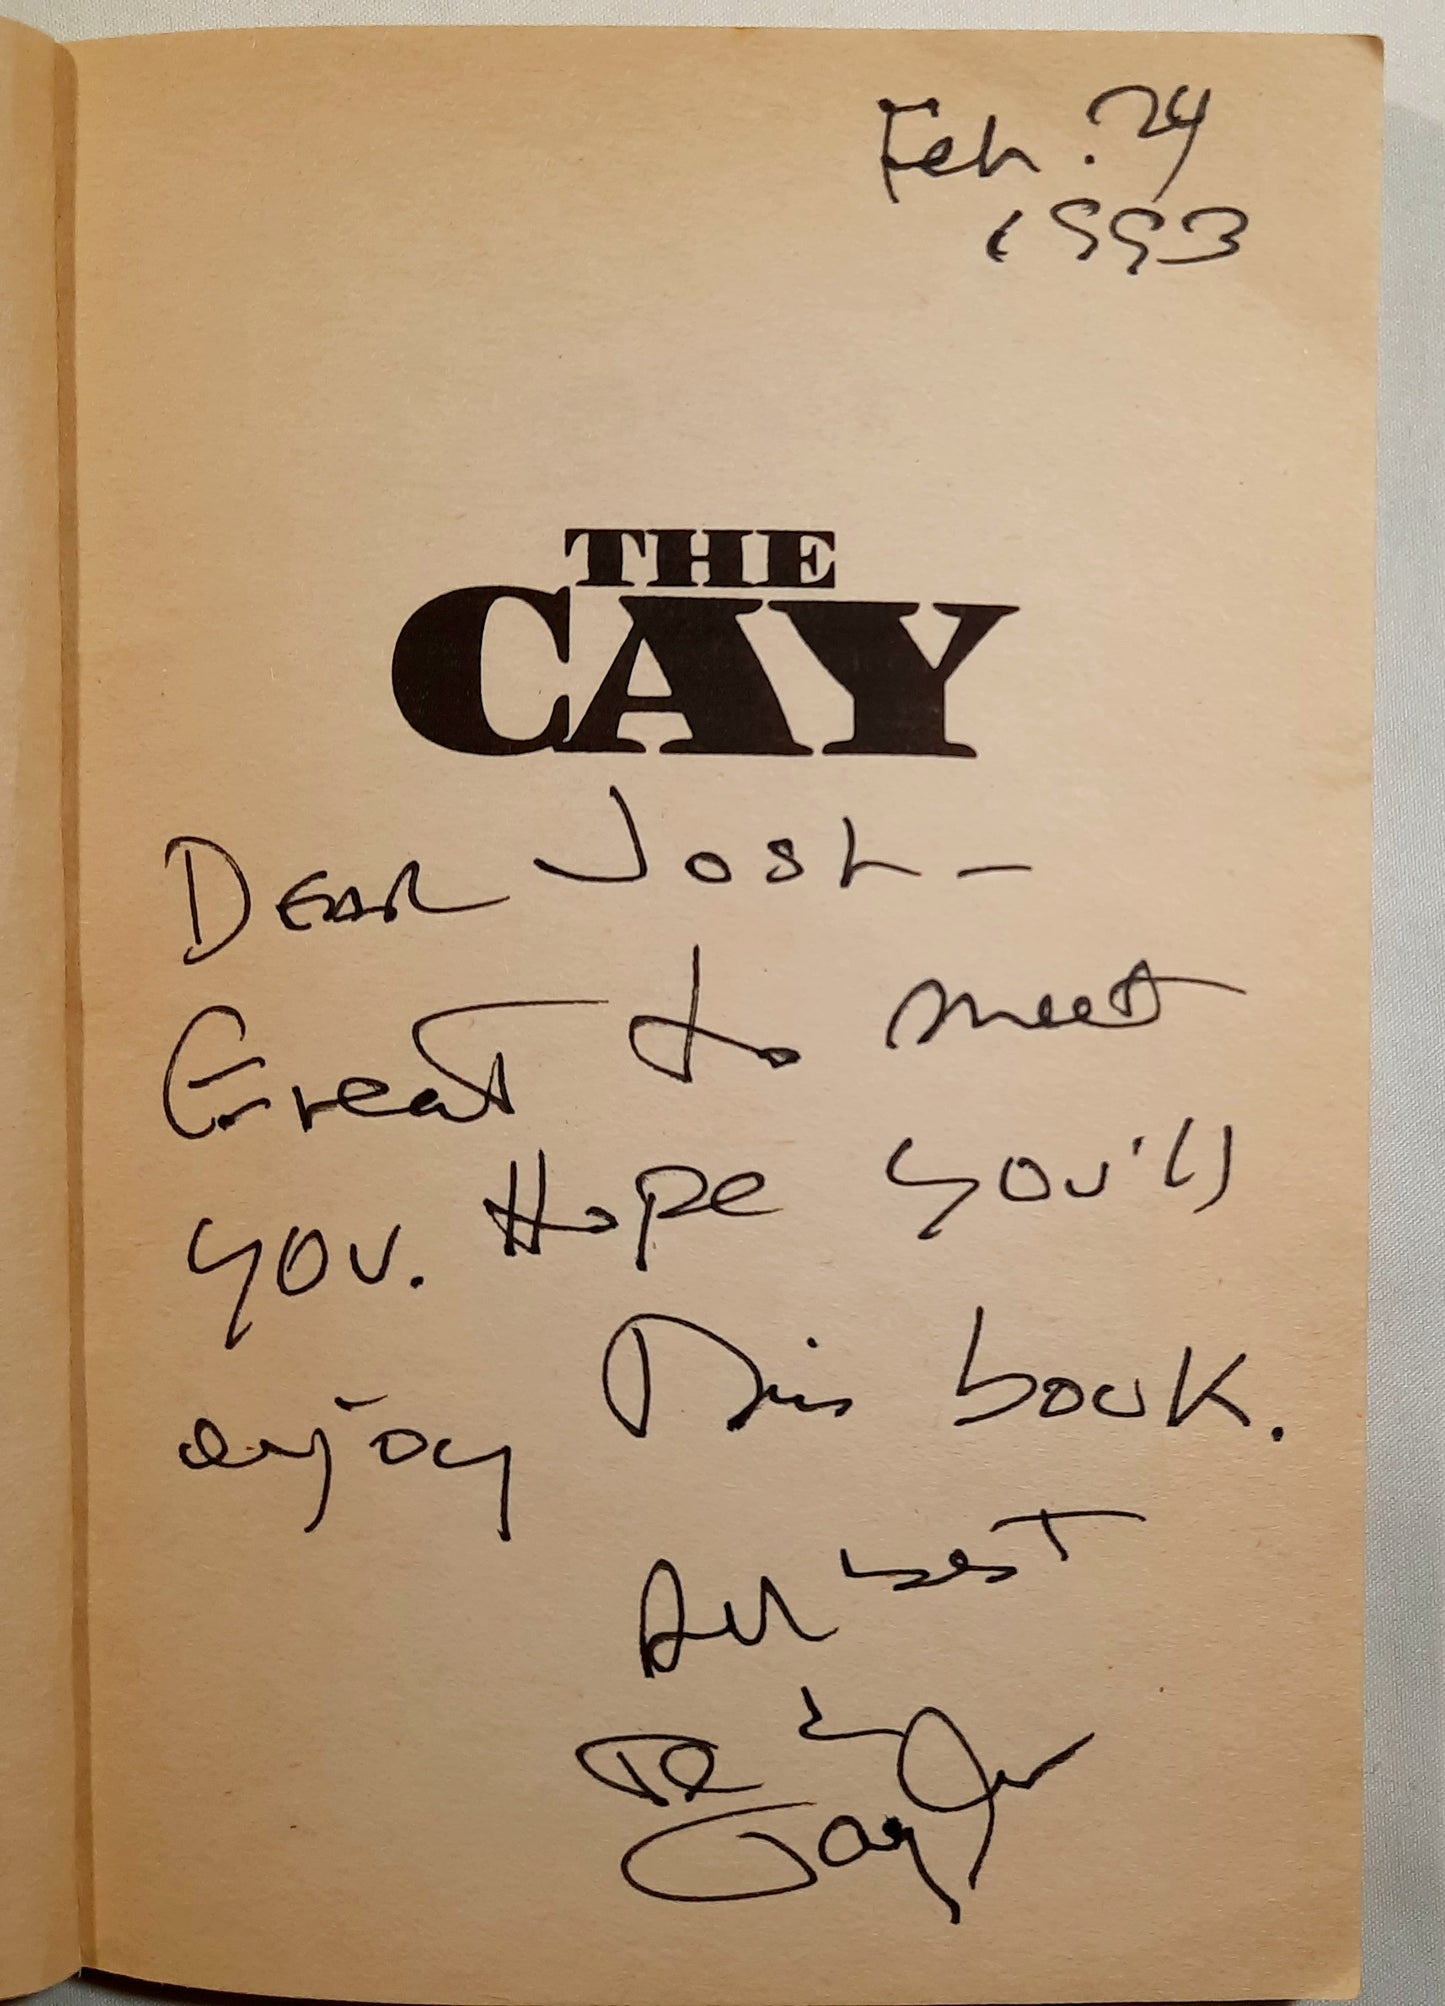 Feb. 24
1993
THE
CAY
DEAR Josh -
Great to meet
you. Hope you'll
enjoy This book.
All best
Taylor